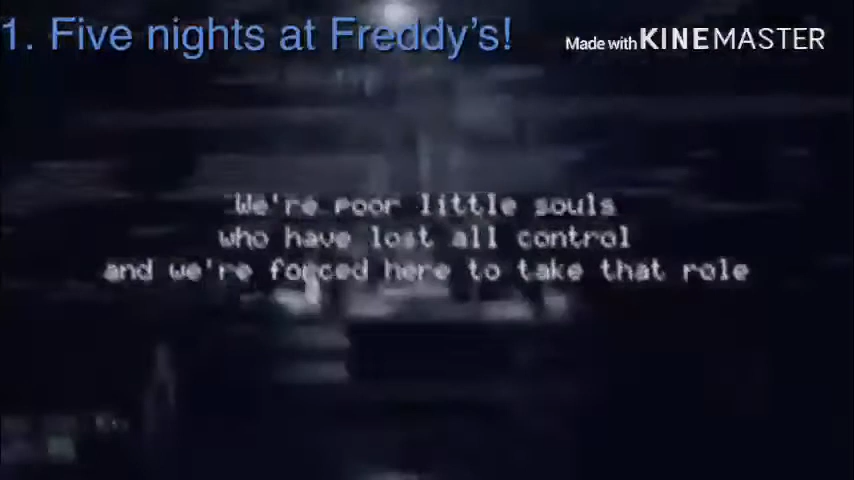 1. Five nights at Freddy's!
Made with KINEMASTER
We're poor little souls
who have lost all control
and we're forced here to take that role